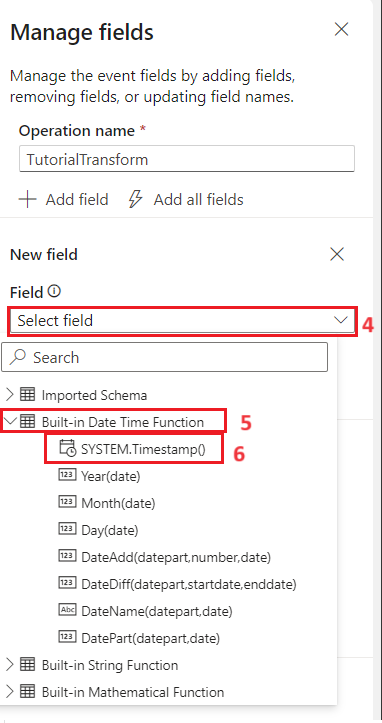 Manage fields
Manage the event fields by adding fields,
removing fields, or updating field names.
Operation name *
TutorialTransform
Add field
Add all fields
New field
Field
Select field
4
Search
Imported Schema
Built-in Date Time Function
5
SYSTEM.Timestamp()
6
123 Year(date)
123 Month(date)
123 Day(date)
123 DateAdd(datepart,number,date)
123 DateDiff(datepart,startdate,enddate)
Abc DateName(datepart,date)
123 DatePart(datepart,date)
Built-in String Function
Built-in Mathematical Function